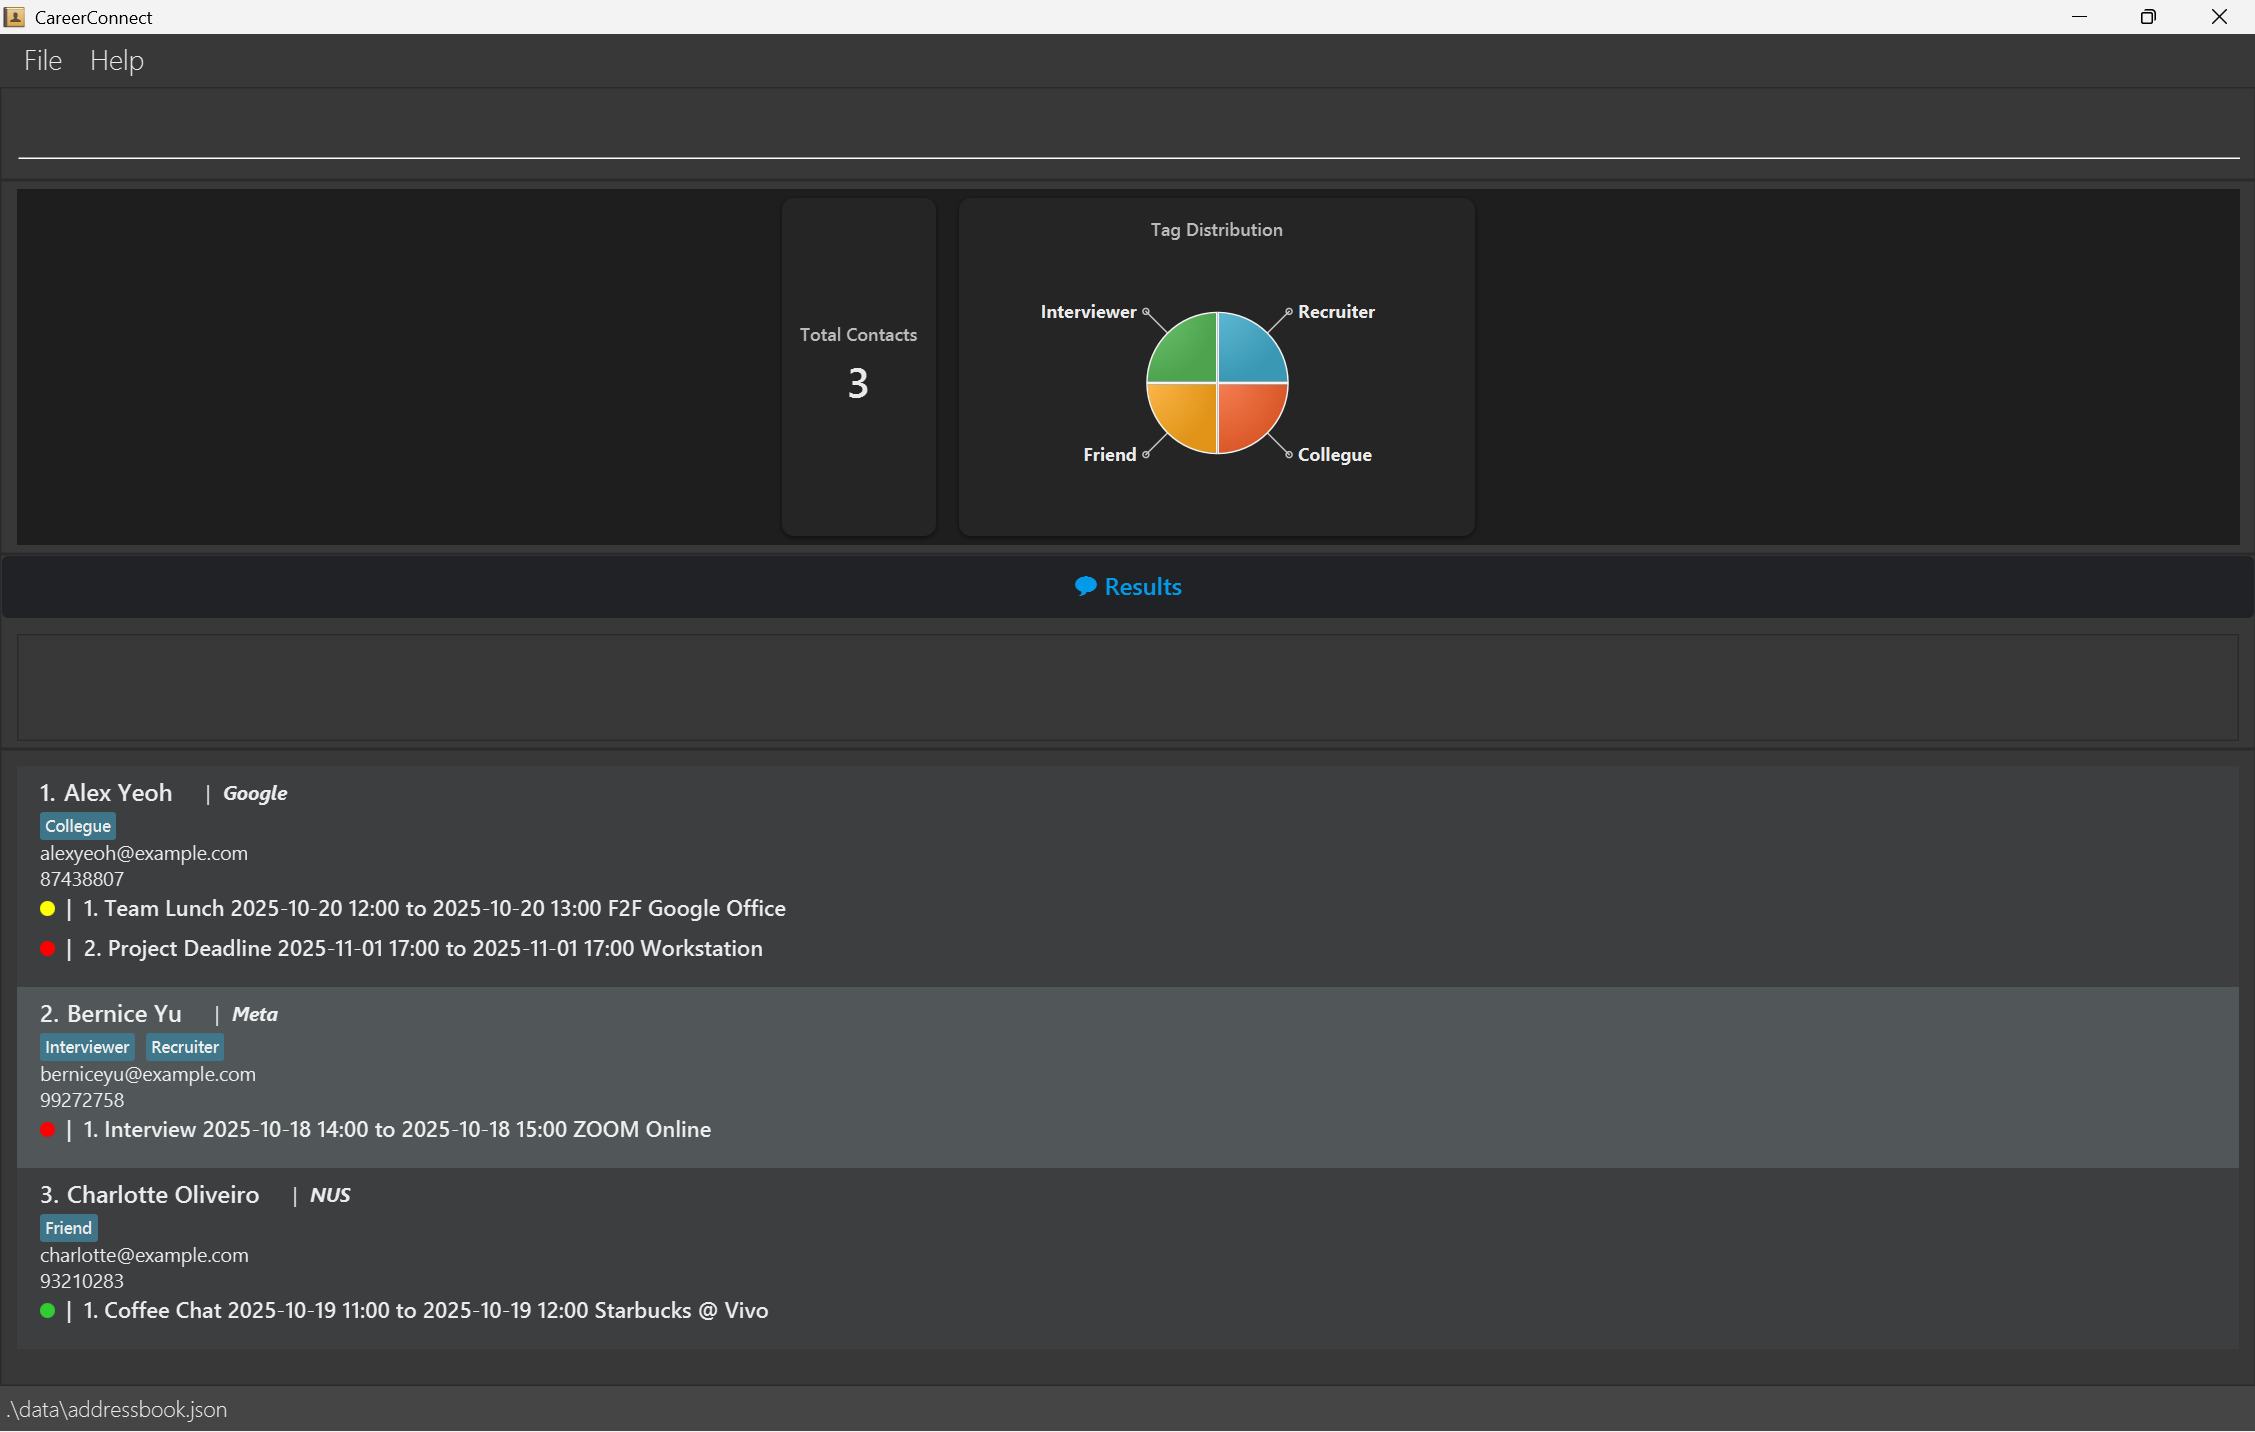 CareerConnect
File Help
Tag Distribution
Interviewer Recruiter
Total Contacts
3
Friend Collegue
Results
1. Alex Yeoh | Google
Collegue
alexyeoh@example.com
87438807
| 1. Team Lunch 2025-10-20 12:00 to 2025-10-20 13:00 F2F Google Office
| 2. Project Deadline 2025-11-01 17:00 to 2025-11-01 17:00 Workstation
2. Bernice Yu | Meta
Interviewer Recruiter
berniceyu@example.com
99272758
| 1. Interview 2025-10-18 14:00 to 2025-10-18 15:00 ZOOM Online
3. Charlotte Oliveiro | NUS
Friend
charlotte@example.com
93210283
| 1. Coffee Chat 2025-10-19 11:00 to 2025-10-19 12:00 Starbucks @ Vivo
.\data\addressbook.json